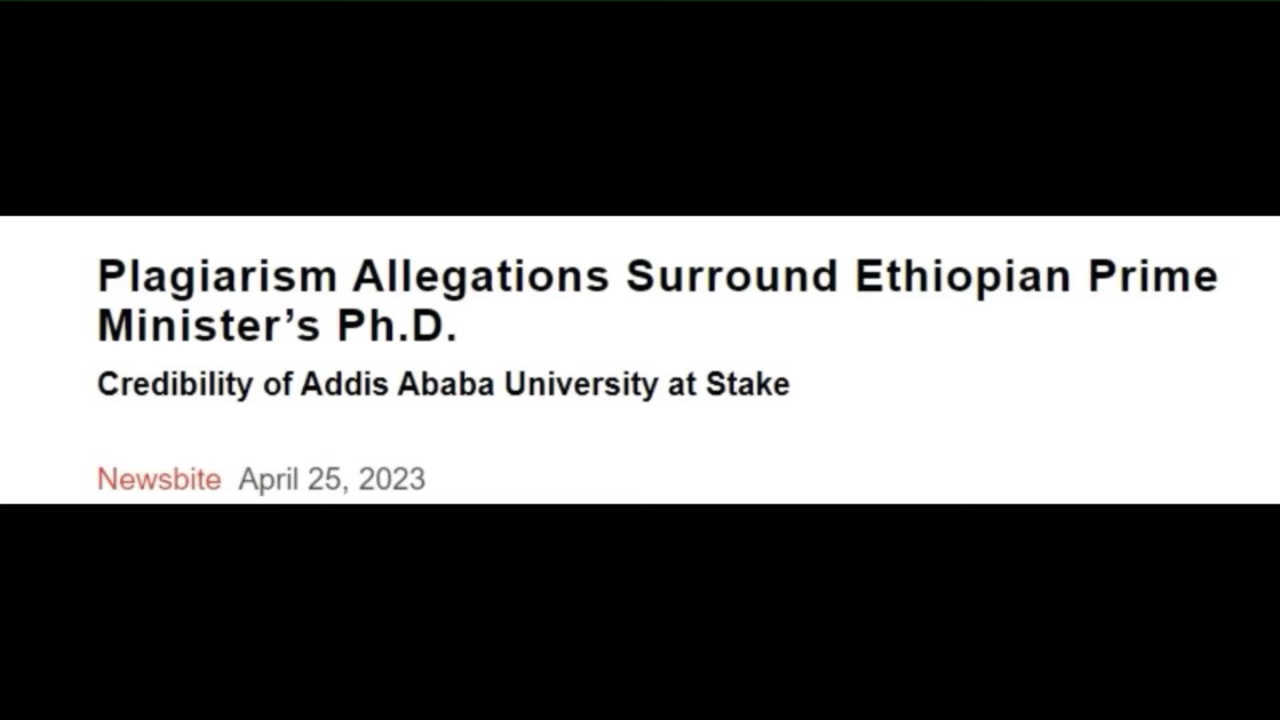 Plagiarism Allegations Surround Ethiopian Prime
Minister’s Ph.D.
Credibility of Addis Ababa University at Stake
Newsbite April 25, 2023